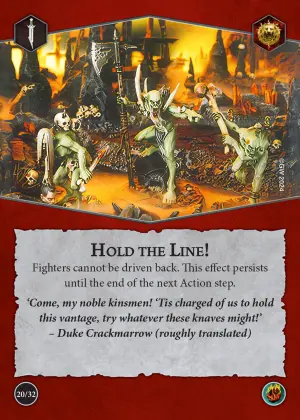 ©GW 2024
HOLD THE LINE!
Fighters cannot be driven back. This effect persists
until the end of the next Action step.
‘Come, my noble kinsmen! ’Tis charged of us to hold
this vantage, try whatever these knaves might!’
– Duke Crackmarrow (roughly translated)
20/32